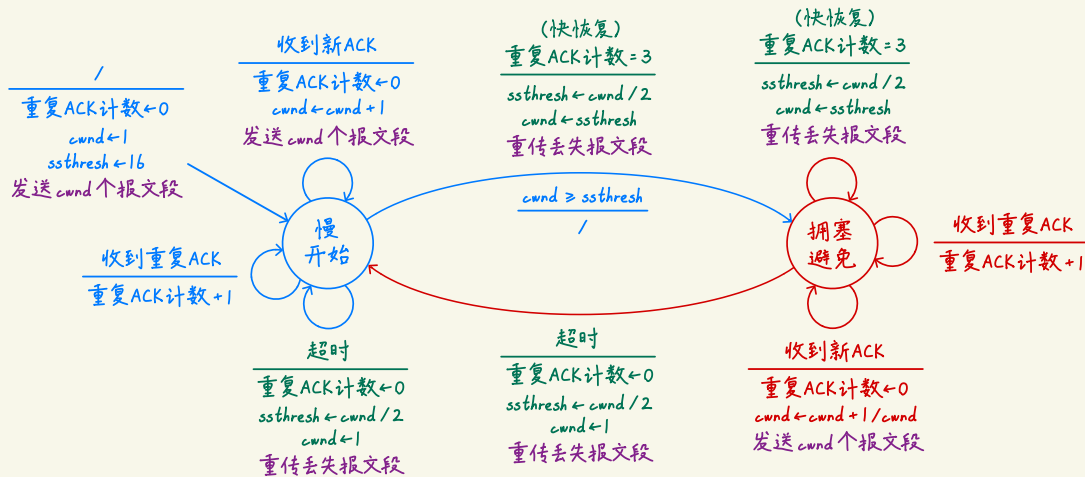 /
重复ACK计数←0
cwnd←1
ssthresh←16
发送cwnd个报文段
收到新ACK
重复ACK计数←0
cwnd←cwnd+1
发送cwnd个报文段
(快恢复)
重复ACK计数=3
ssthresh←cwnd/2
cwnd←ssthresh
重传丢失报文段
(快恢复)
重复ACK计数=3
ssthresh←cwnd/2
cwnd←ssthresh
重传丢失报文段
cwnd≥ssthresh
/
慢
开始
拥塞
避免
收到重复ACK
重复ACK计数+1
收到重复ACK
重复ACK计数+1
超时
重复ACK计数←0
ssthresh←cwnd/2
cwnd←1
重传丢失报文段
超时
重复ACK计数←0
ssthresh←cwnd/2
cwnd←1
重传丢失报文段
收到新ACK
重复ACK计数←0
cwnd←cwnd+1/cwnd
发送cwnd个报文段